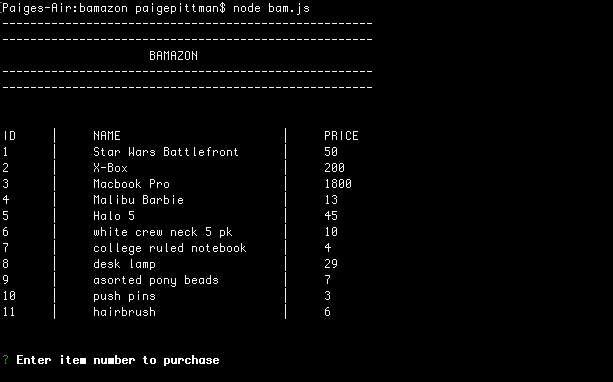 Paiges-Air:bamazon paigepittman$ node bam.js
-----------------------------------------------------
-----------------------------------------------------
BAMAZON
-----------------------------------------------------
-----------------------------------------------------
ID | NAME | PRICE
1 | Star Wars Battlefront | 50
2 | X-Box | 200
3 | Macbook Pro | 1800
4 | Malibu Barbie | 13
5 | Halo 5 | 45
6 | white crew neck 5 pk | 10
7 | college ruled notebook | 4
8 | desk lamp | 29
9 | asorted pony beads | 7
10 | push pins | 3
11 | hairbrush | 6
? Enter item number to purchase